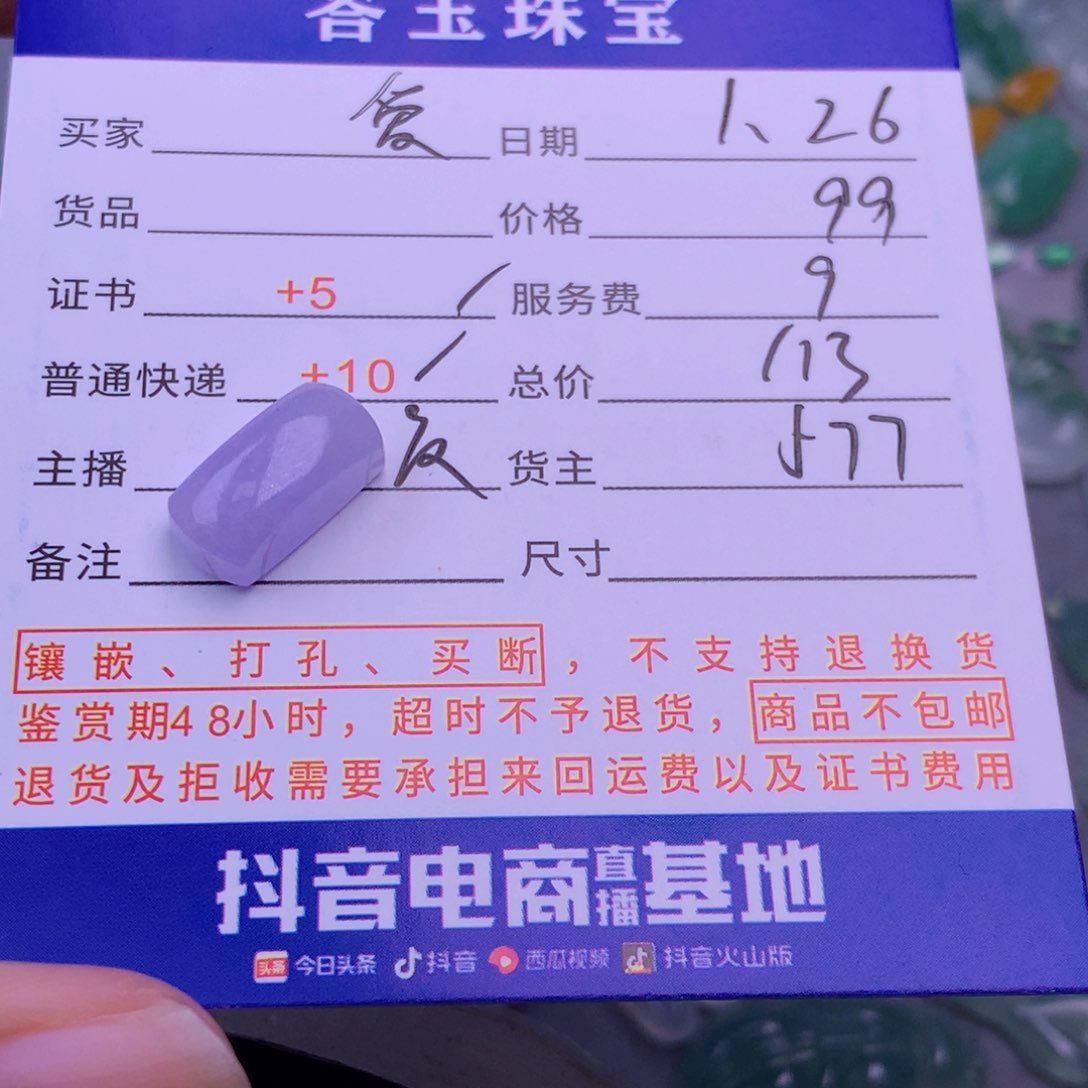 玉珠宝
买家 爱 日期 1、26
货品 价格 99
证书 +5 / 服务费 9
普通快递 +10 / 总价 113
主播 货主 577
备注 尺寸
镶嵌、打孔、买断，不支持退换货
鉴赏期48小时，超时不予退货，商品不包邮
退货及拒收需要承担来回运费以及证书费用
抖音电商直播基地
头条 今日头条 抖音 西瓜视频 抖音火山版